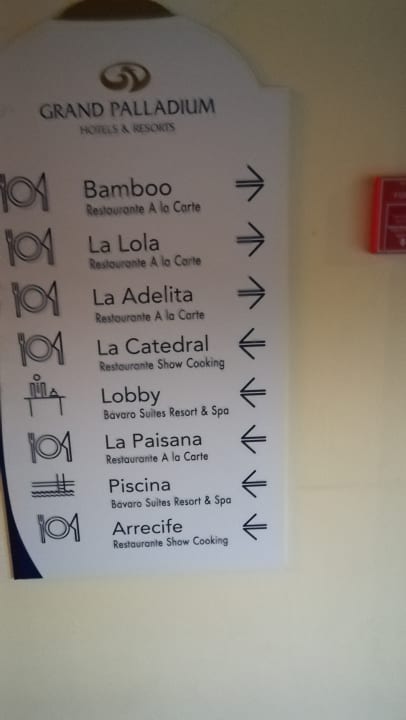 GRAND PALLADIUM
HOTELS & RESORTS
Bamboo
Restaurante A la Carte
La Lola
Restaurante A la Carte
La Adelita
Restaurante A la Carte
La Catedral
Restaurante Show Cooking
Lobby
Bávaro Suites Resort & Spa
La Paisana
Restaurante A la Carte
Piscina
Bávaro Suites Resort & Spa
Arrecife
Restaurante Show Cooking